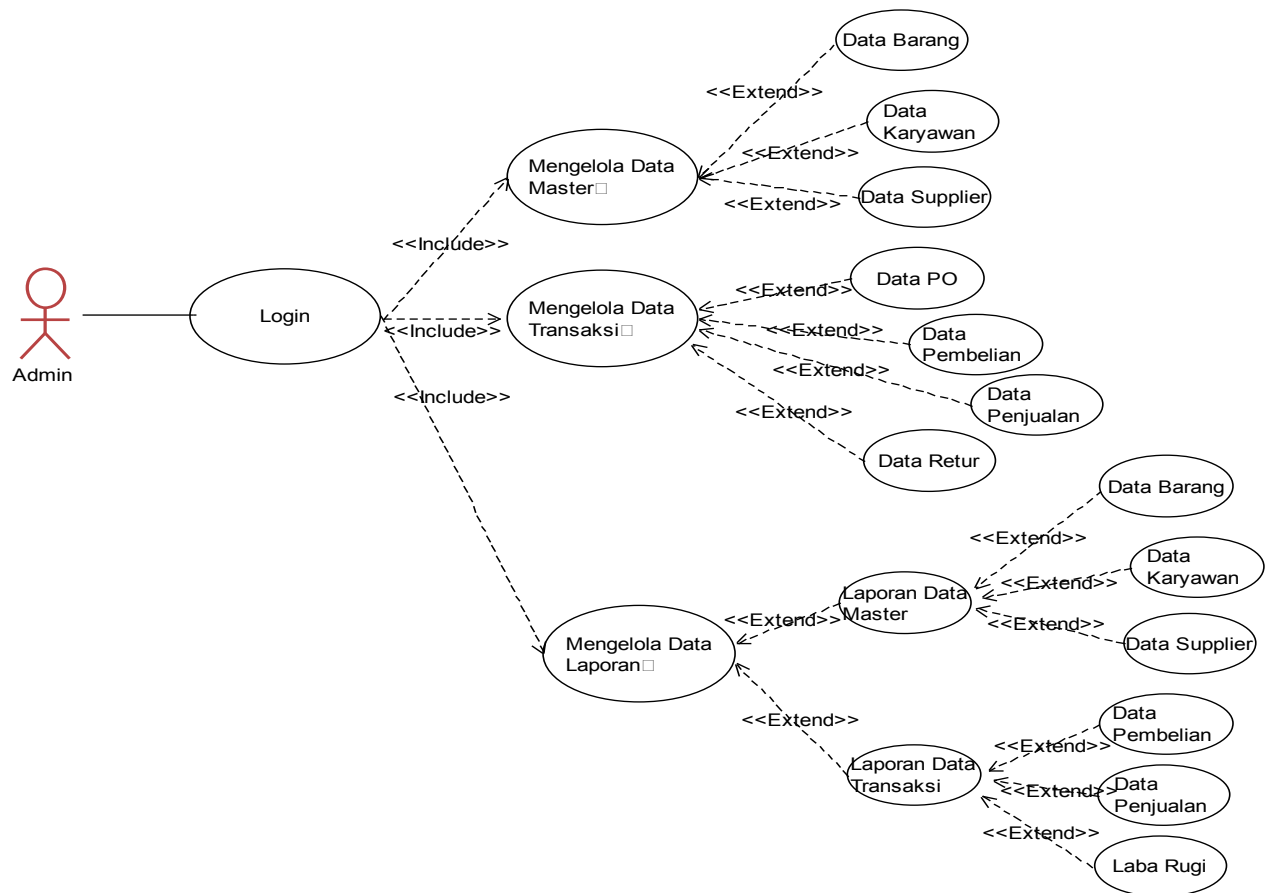 Data Barang
<<Extend>>
Data
Karyawan
<<Extend>>
Mengelola Data
Master□
Data Supplier
<<Extend>>
<<Include>>
Login
Admin
Data PO
<<Extend>>
Mengelola Data
Transaksi□
<<Include>>
<<Extend>>
Data
Pembelian
<<Extend>>
Data
Penjualan
<<Include>>
<<Extend>>
Data Retur
Data Barang
<<Extend>>
Data
Karyawan
<<Extend>>
Laporan Data
Master
<<Extend>>
<<Extend>>
Data Supplier
Mengelola Data
Laporan□
<<Extend>>
Data
Pembelian
<<Extend>>
Laporan Data
Transaksi
<<Extend>>
Data
Penjualan
<<Extend>>
Laba Rugi